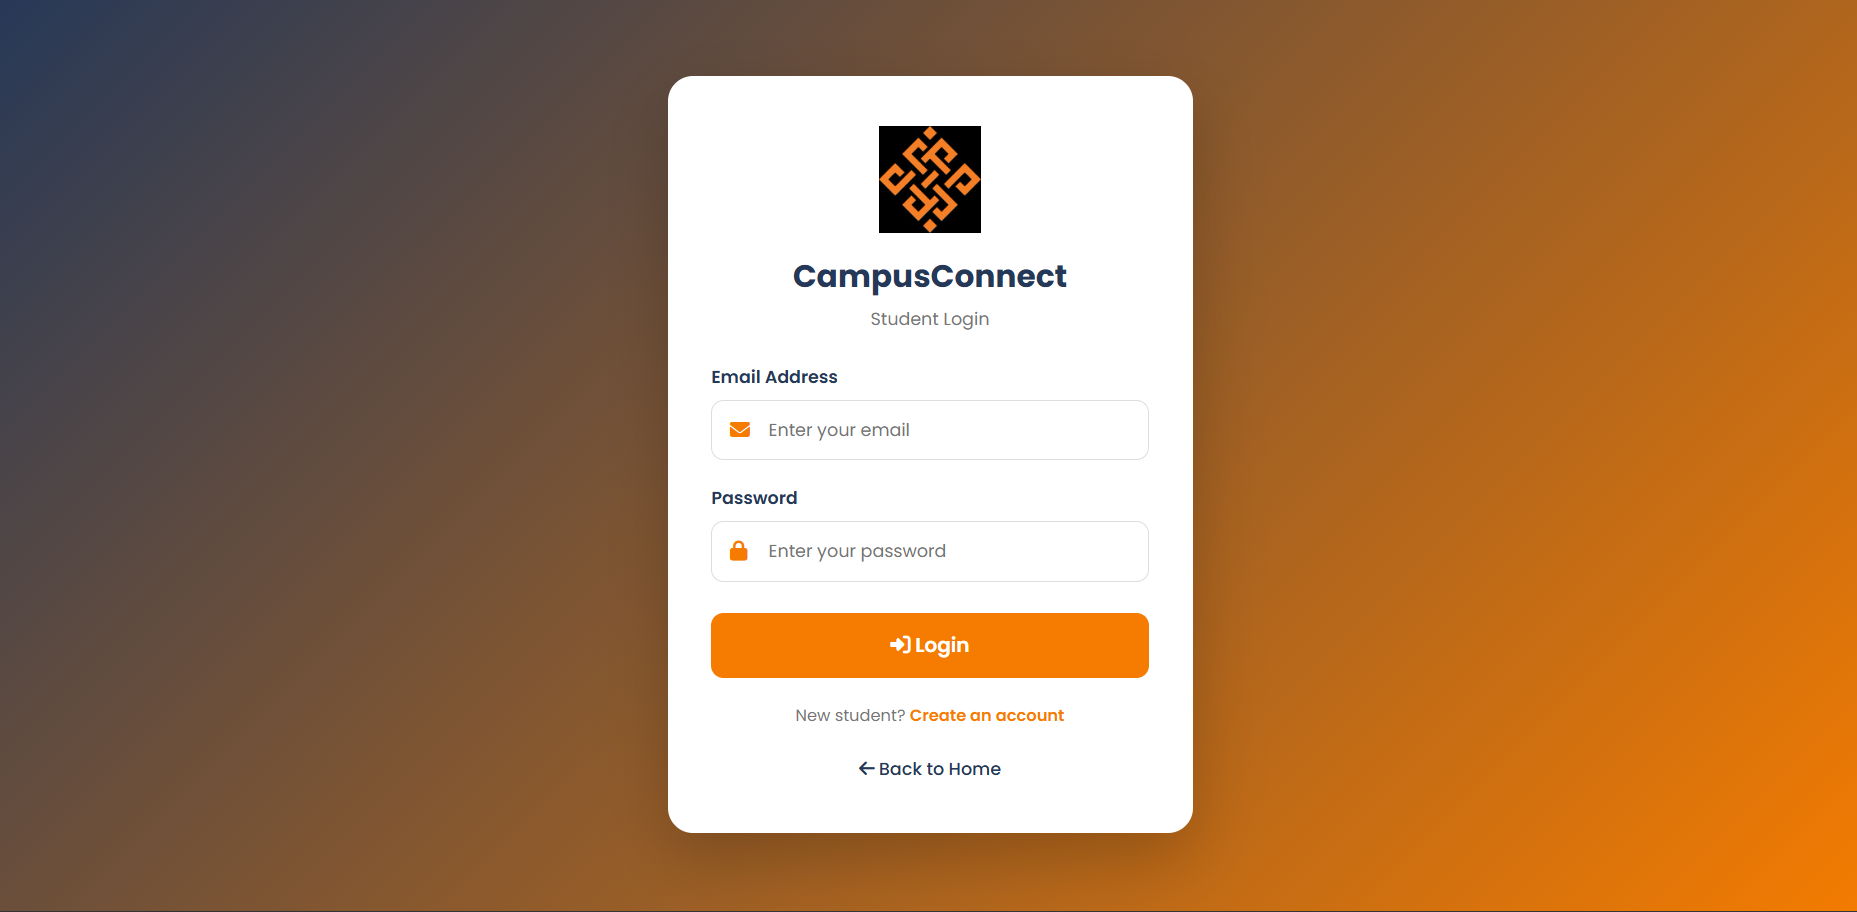 CampusConnect
Student Login
Email Address
Enter your email
Password
Enter your password
Login
New student? Create an account
Back to Home